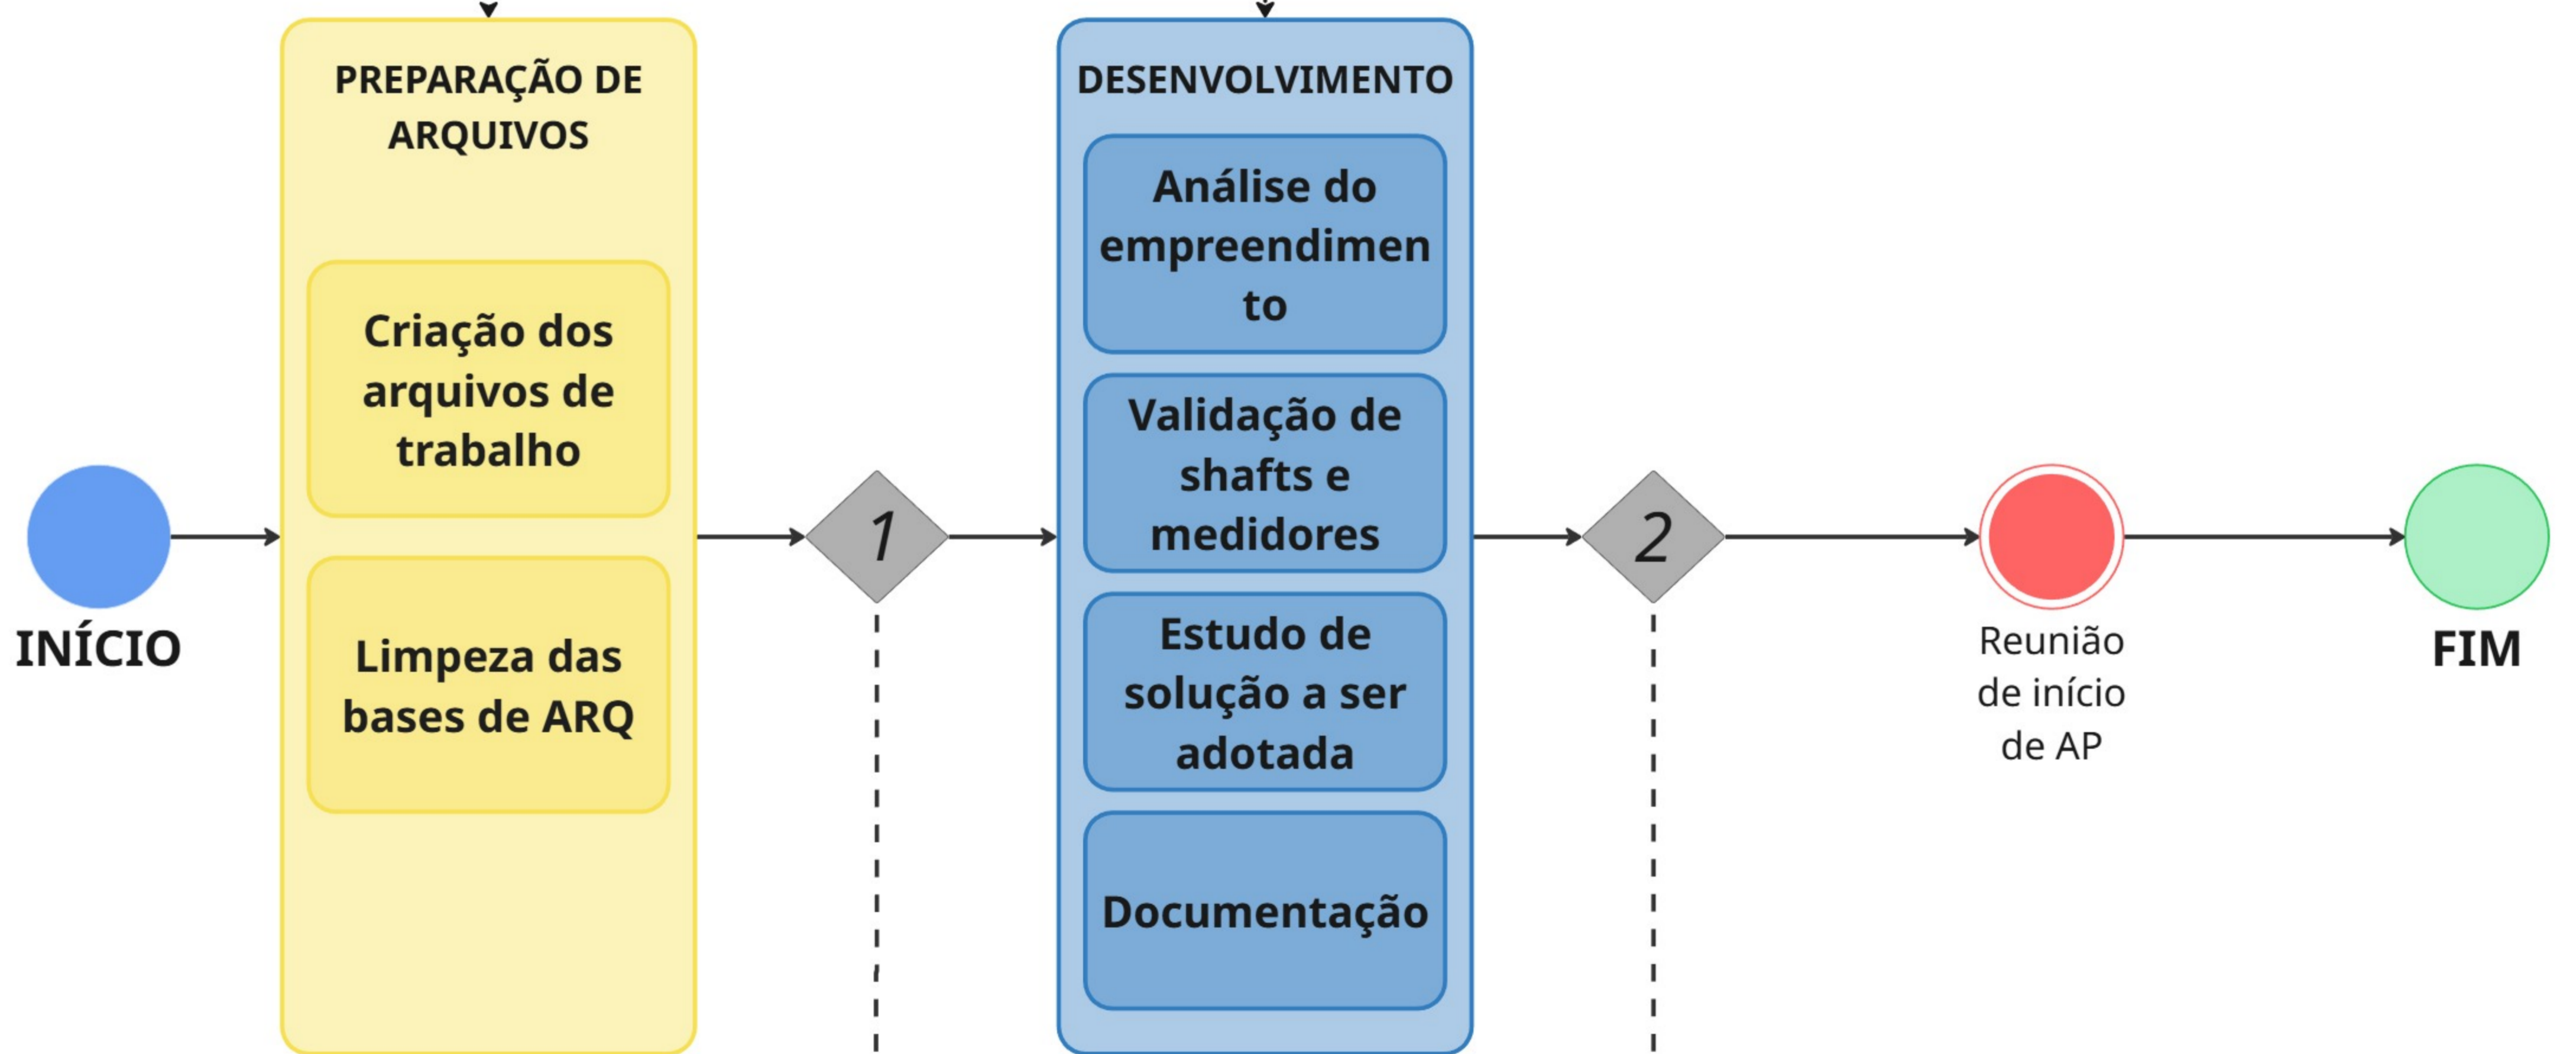 INÍCIO
PREPARAÇÃO DE
ARQUIVOS
Criação dos
arquivos de
trabalho
Limpeza das
bases de ARQ
1
DESENVOLVIMENTO
Análise do
empreendimen
to
Validação de
shafts e
medidores
Estudo de
solução a ser
adotada
Documentação
2
Reunião
de início
de AP
FIM